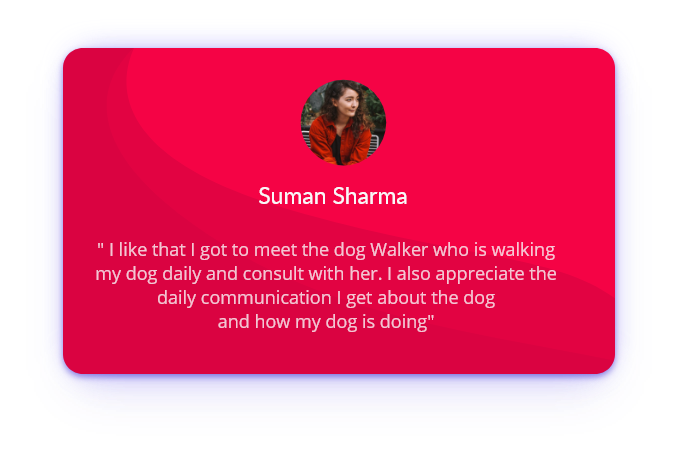 Suman Sharma
" I like that I got to meet the dog Walker who is walking
my dog daily and consult with her. I also appreciate the
daily communication I get about the dog
and how my dog is doing"